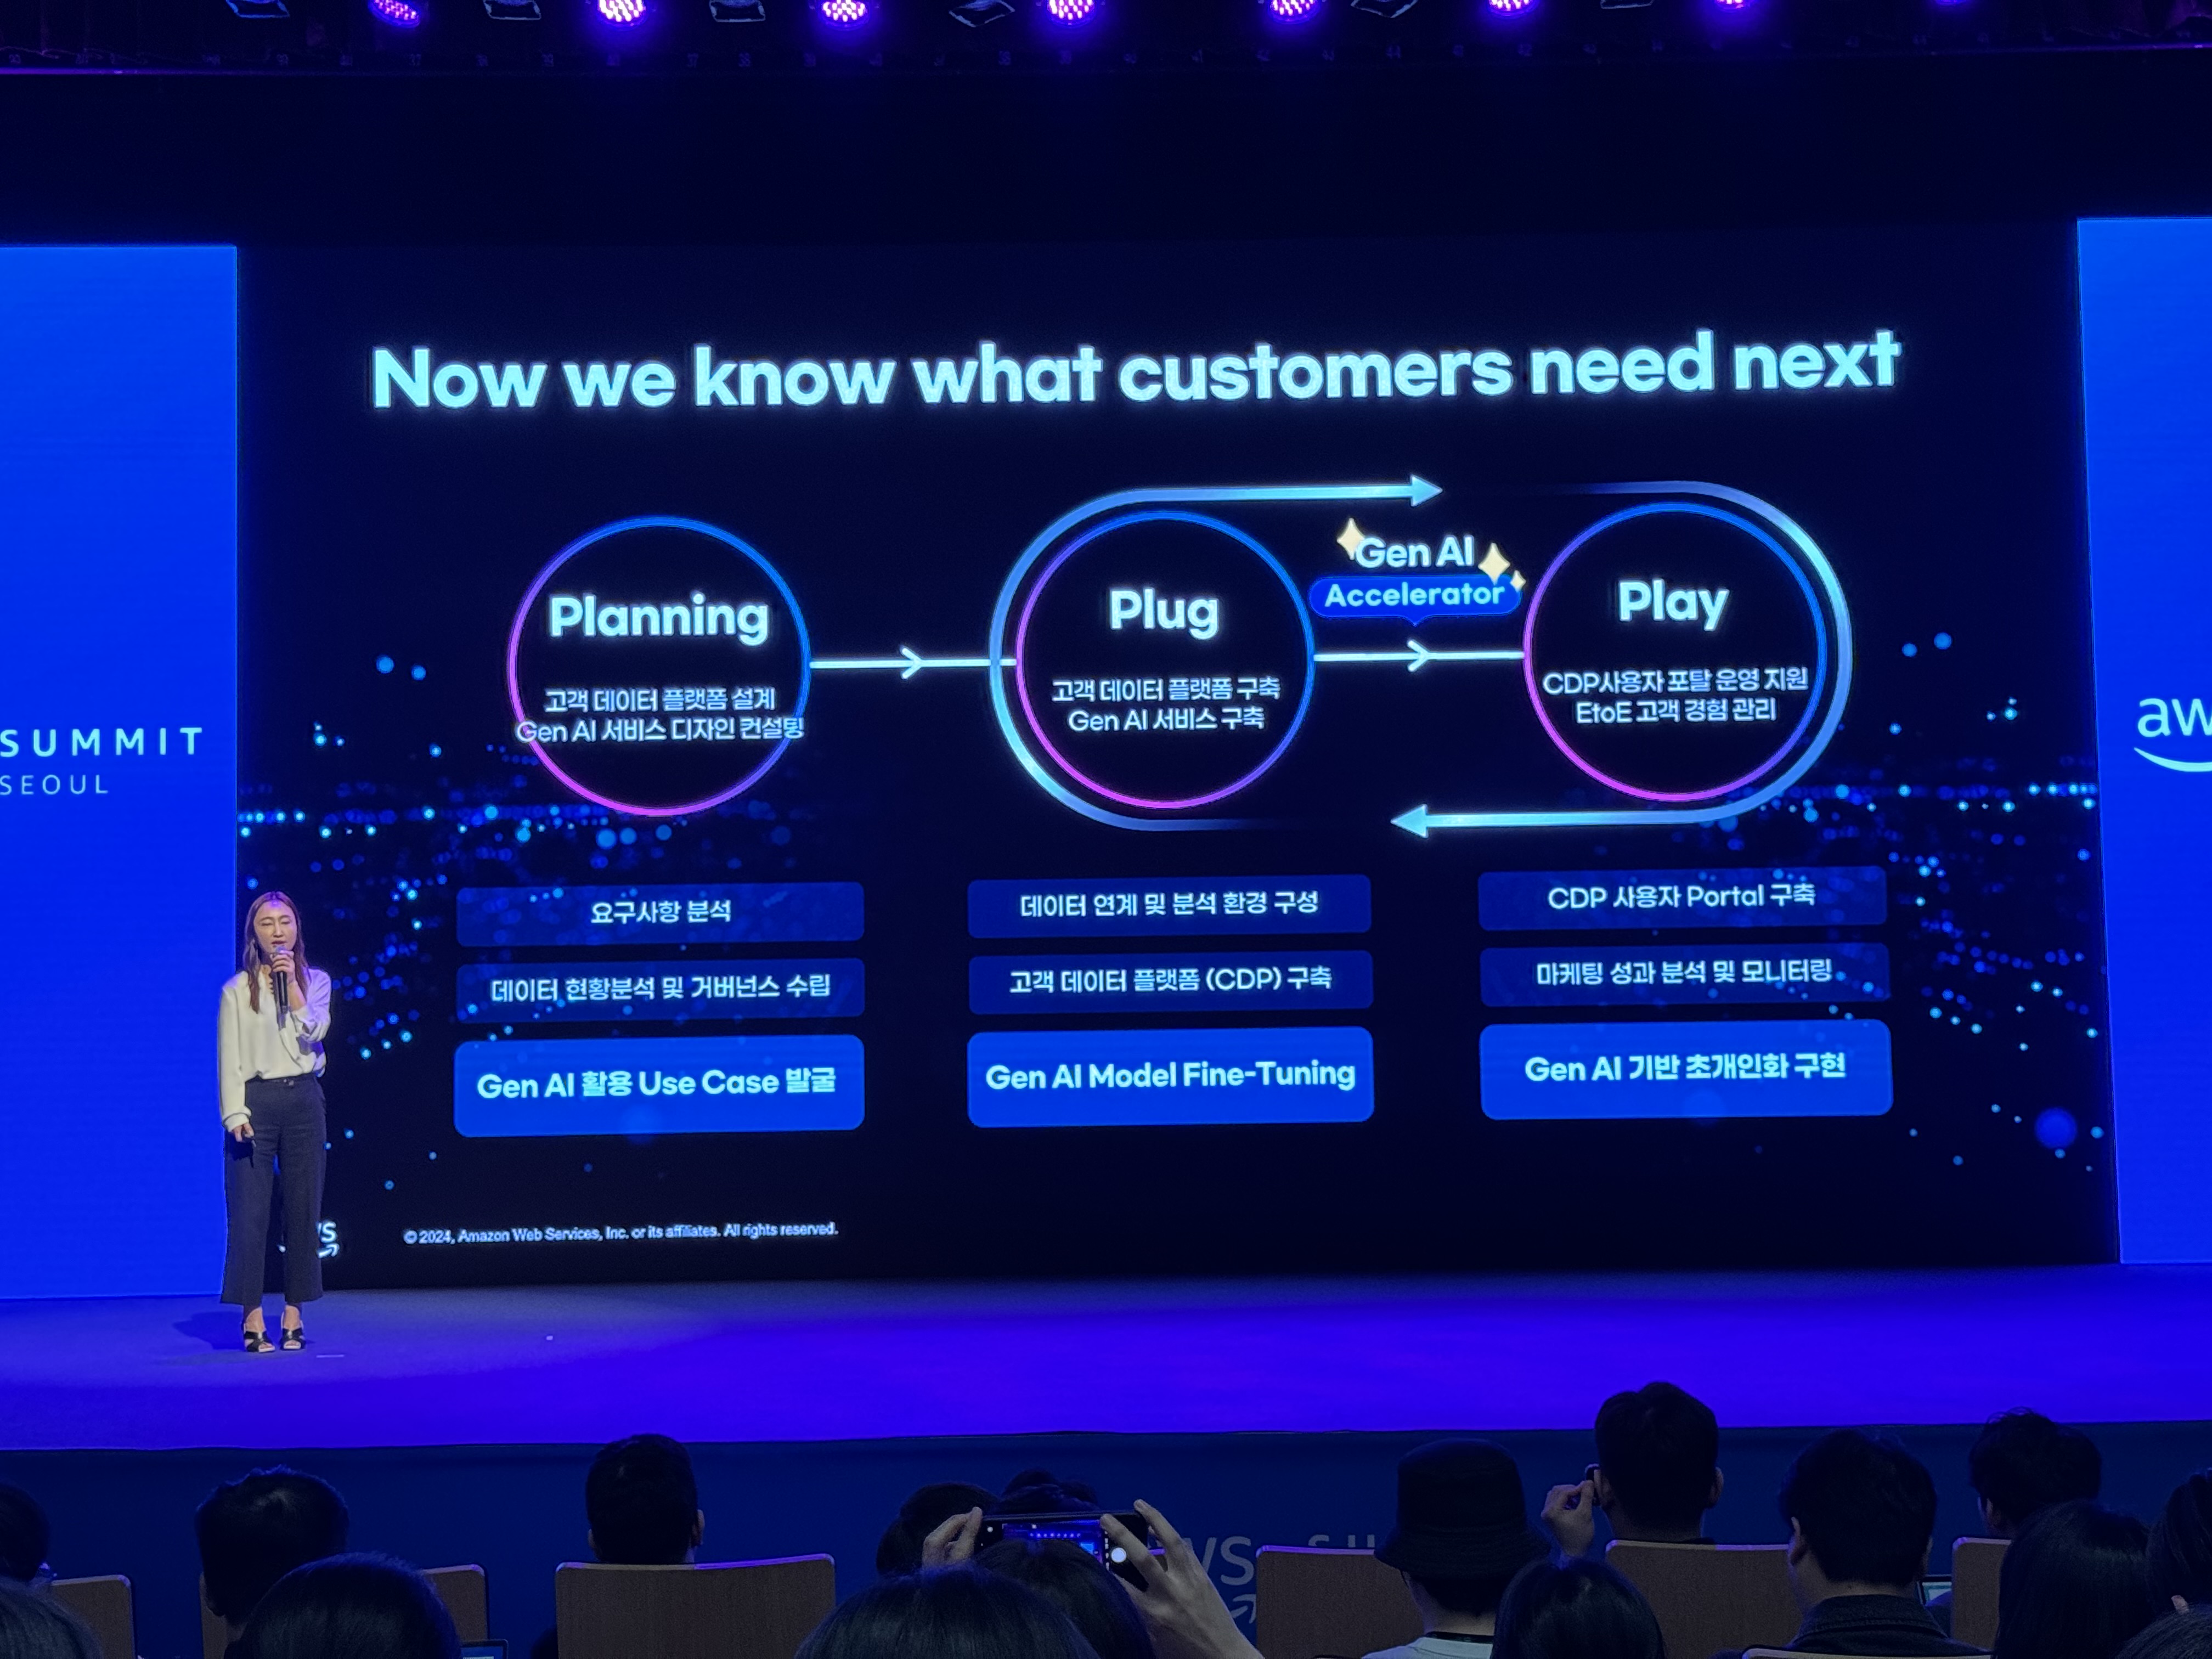 Now we know what customers need next
SUMMIT
SEOUL
aw
Planning
고객 데이터 플랫폼 설계
Gen AI 서비스 디자인 컨설팅
Plug
고객 데이터 플랫폼 구축
Gen AI 서비스 구축
Gen AI
Accelerator
Play
CDP사용자 포탈 운영 지원
EtoE 고객 경험 관리
요구사항 분석
데이터 현황분석 및 거버넌스 수립
Gen AI 활용 Use Case 발굴
데이터 연계 및 분석 환경 구성
고객 데이터 플랫폼 (CDP) 구축
Gen AI Model Fine-Tuning
CDP 사용자 Portal 구축
마케팅 성과 분석 및 모니터링
Gen AI 기반 초개인화 구현
© 2024, Amazon Web Services, Inc. or its affiliates. All rights reserved.